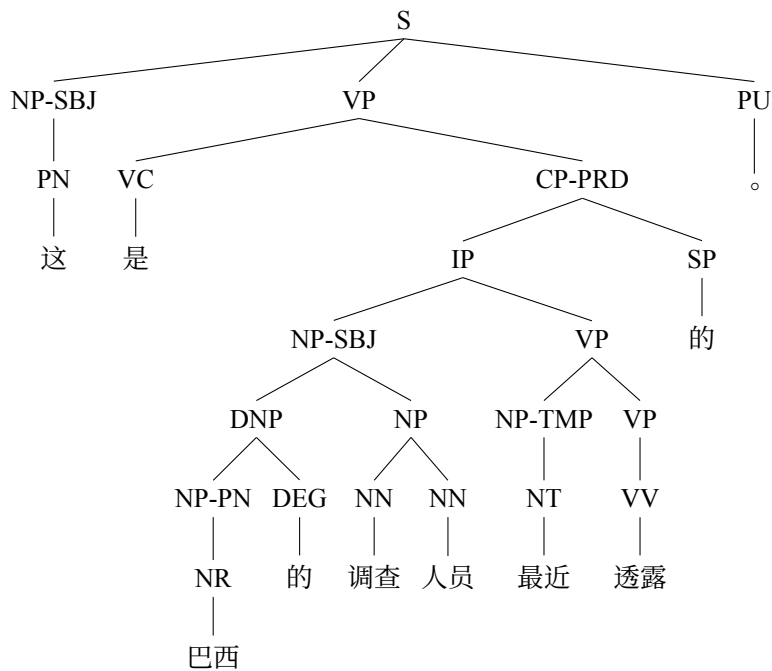 S
NP-SBJ VP PU
PN VC CP-PRD 。
这 是 IP SP
NP-SBJ VP 的
DNP NP NP-TMP VP
NP-PN DEG NN NN NT VV
NR 的 调查 人员 最近 透露
巴西